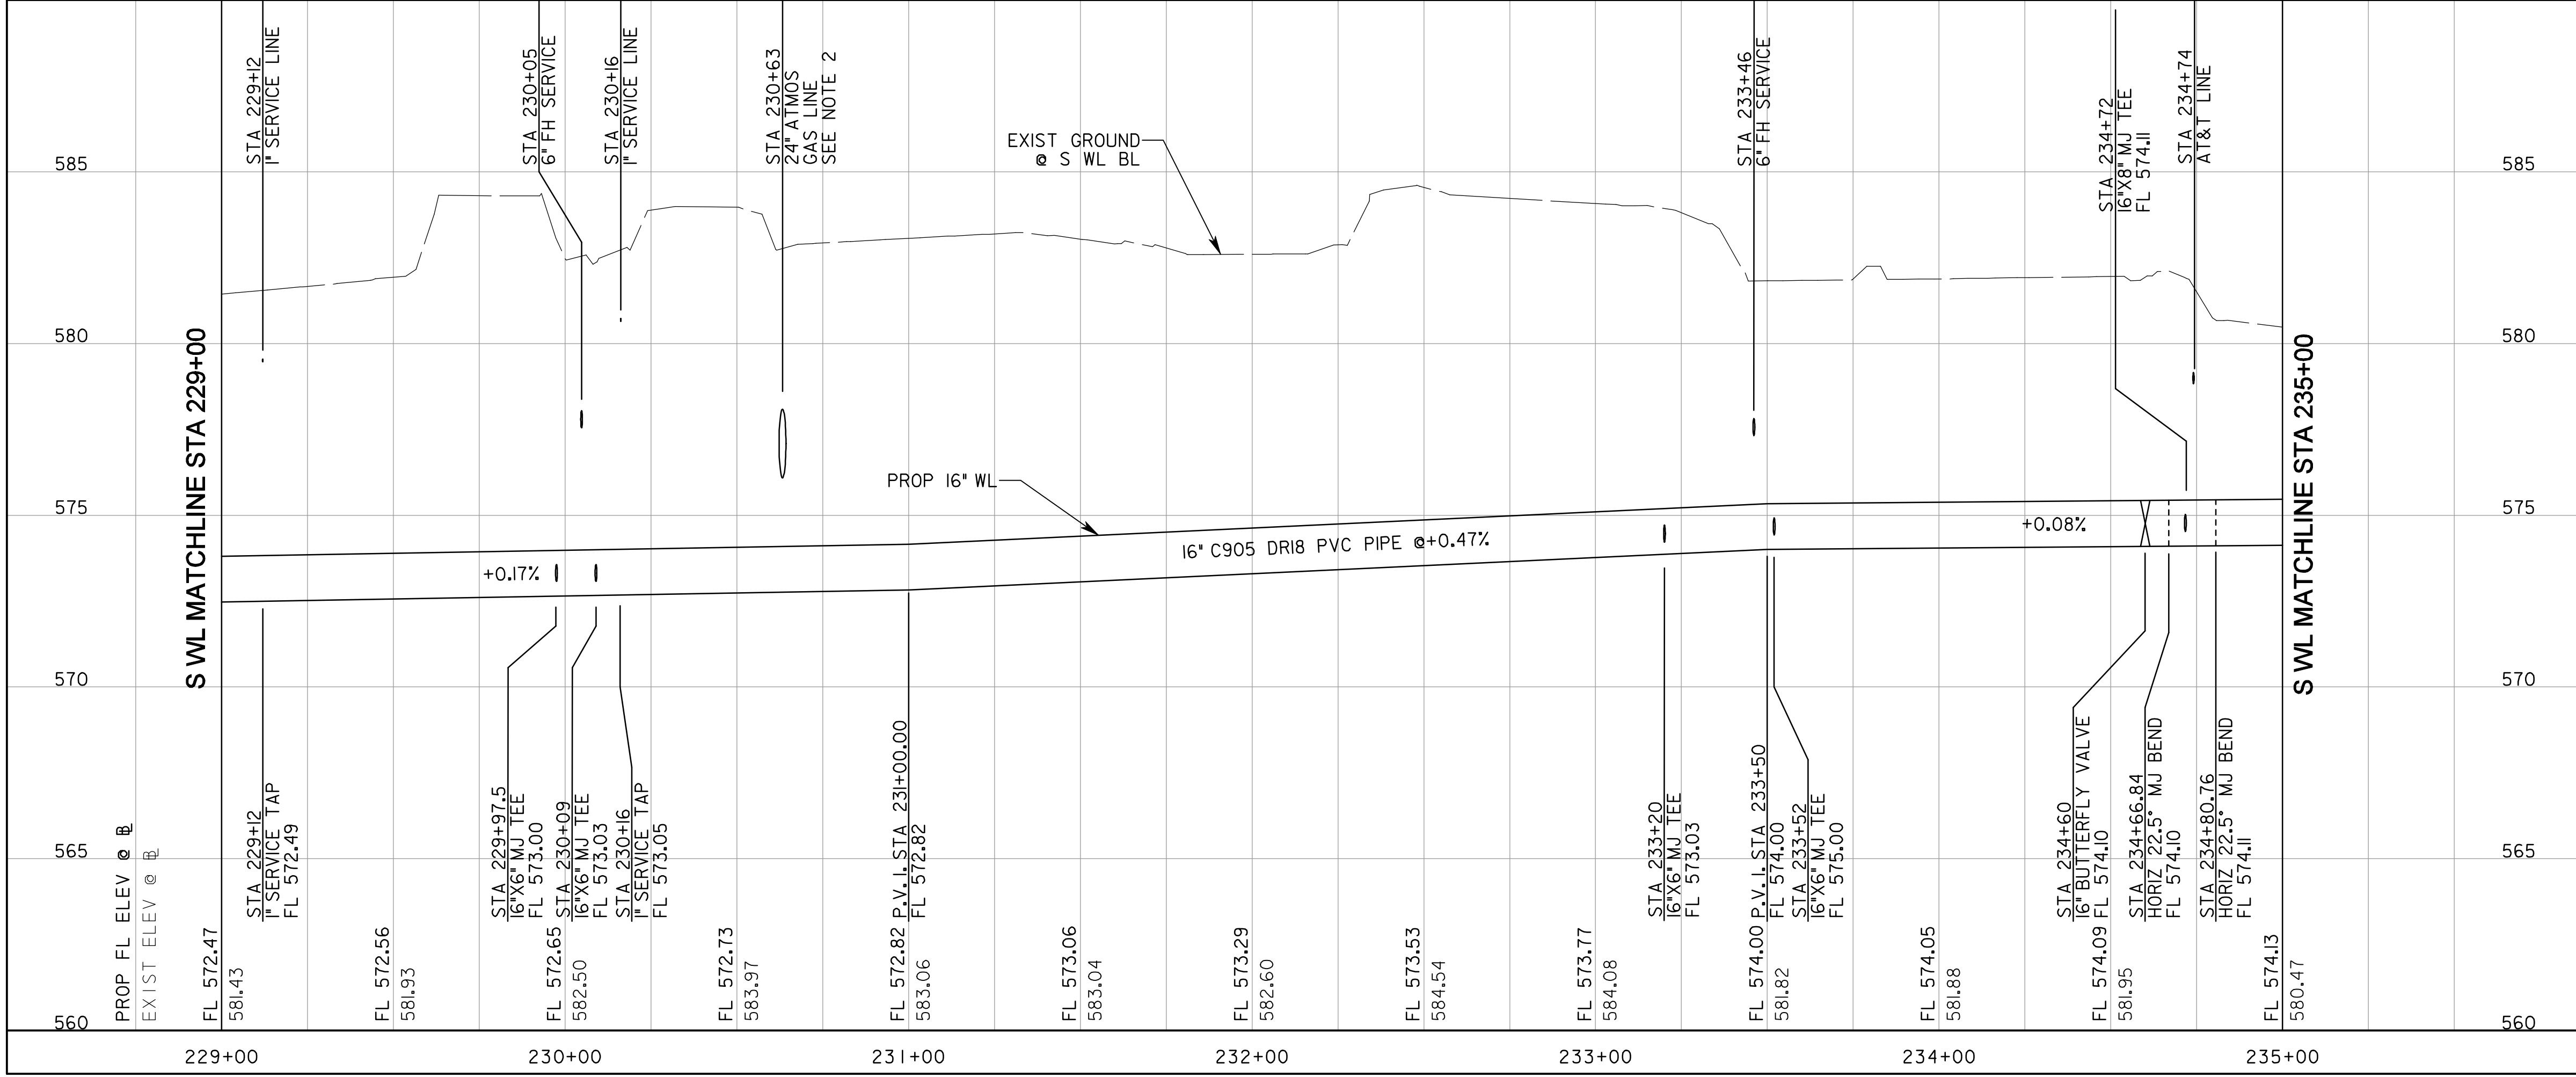 STA 229+12
1" SERVICE LINE
STA 230+05
6" FH SERVICE
STA 230+16
1" SERVICE LINE
STA 230+63
24" ATMOS
GAS LINE
SEE NOTE 2
EXIST GROUND
@ S WL BL
STA 233+46
6" FH SERVICE
STA 234+72
16"X8" MJ TEE
FL 574.11
STA 234+74
AT&T LINE
585
585
580
580
575
575
570
570
565
565
560
560
S WL MATCHLINE STA 229+00
S WL MATCHLINE STA 235+00
PROP 16" WL
+0.17%
16" C905 DR18 PVC PIPE @+0.47%
+0.08%
STA 229+12
1" SERVICE TAP
FL 572.49
STA 229+97.5
16"X6" MJ TEE
FL 573.00
STA 230+09
16"X6" MJ TEE
FL 573.03
STA 230+16
1" SERVICE TAP
FL 573.05
P.V.I. STA 231+00.00
FL 572.82
STA 233+20
16"X6" MJ TEE
FL 573.03
P.V.I. STA 233+50
FL 574.00
STA 233+52
16"X6" MJ TEE
FL 575.00
STA 234+60
16" BUTTERFLY VALVE
FL 574.10
STA 234+66.84
HORIZ 22.5° MJ BEND
FL 574.10
STA 234+80.76
HORIZ 22.5° MJ BEND
FL 574.11
PROP FL ELEV @ BL
EXIST ELEV @ BL
FL 572.47
581.43
FL 572.56
581.93
FL 572.65
582.50
FL 572.73
583.97
FL 572.82
583.06
FL 573.06
583.04
FL 573.29
582.60
FL 573.53
584.54
FL 573.77
584.08
FL 574.00
581.82
FL 574.05
581.88
FL 574.09
581.95
FL 574.13
580.47
229+00
230+00
231+00
232+00
233+00
234+00
235+00